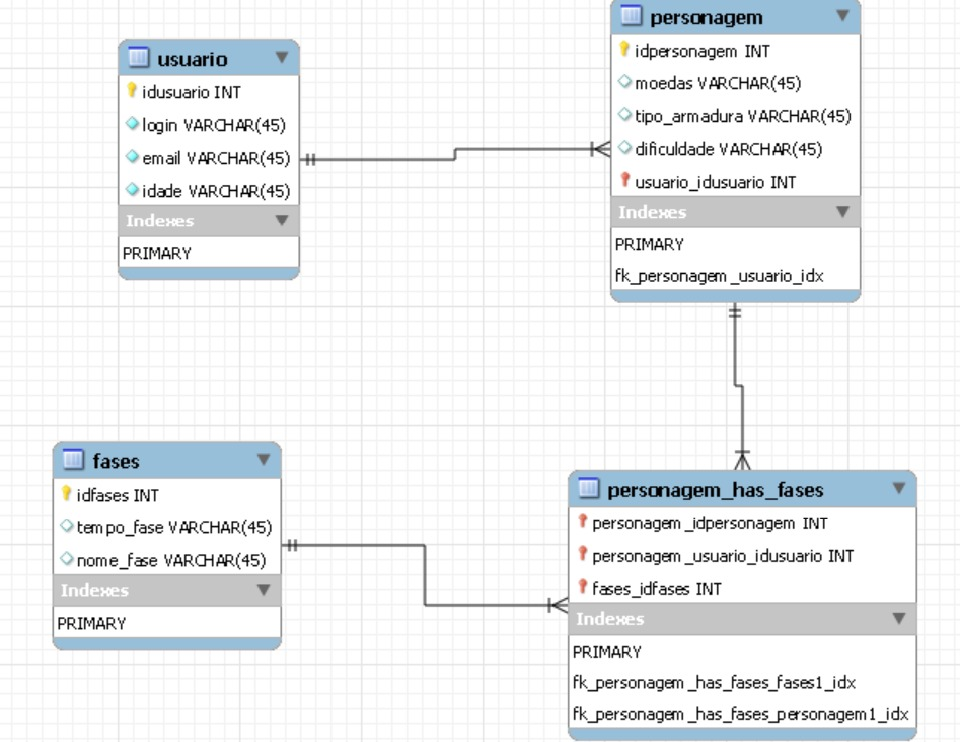 usuario
idusuario INT
login VARCHAR(45)
email VARCHAR(45)
idade VARCHAR(45)
Indexes
PRIMARY
personagem
idpersonagem INT
moedas VARCHAR(45)
tipo_armadura VARCHAR(45)
dificuldade VARCHAR(45)
usuario_idusuario INT
Indexes
PRIMARY
fk_personagem_usuario_idx
fases
idfases INT
tempo_fase VARCHAR(45)
nome_fase VARCHAR(45)
Indexes
PRIMARY
personagem_has_fases
personagem_idpersonagem INT
personagem_usuario_idusuario INT
fases_idfases INT
Indexes
PRIMARY
fk_personagem_has_fases_fases1_idx
fk_personagem_has_fases_personagem1_idx